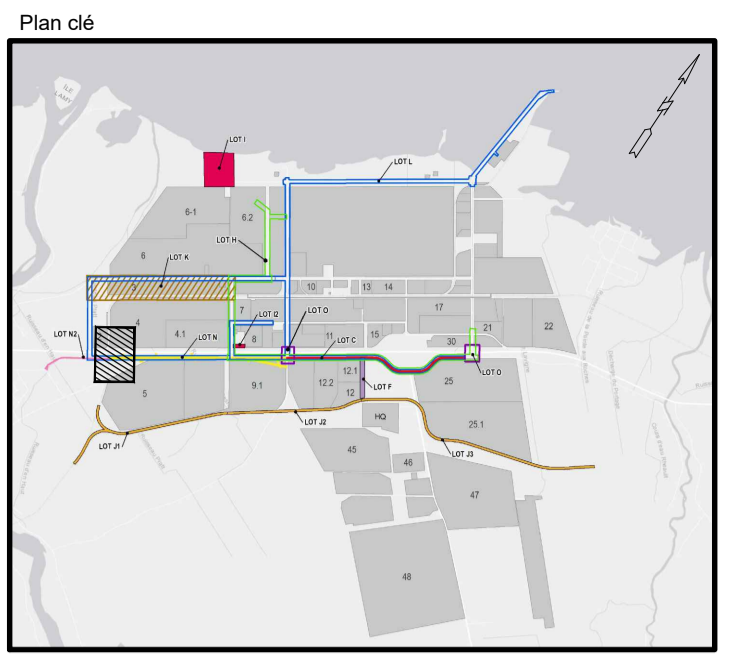 Plan clé
ÎLE
LAMY
LOT I
LOT L
6-1
6.2
LOT H
6
LOT K
3
10
13
14
7
LOT I2
LOT O
17
4
4.1
LOT N2
LOT N
8
11
LOT C
15
30
21
22
LOT O
5
9.1
12.1
12.2
12
LOT F
25
HQ
25.1
LOT J1
LOT J2
LOT J3
45
46
47
48